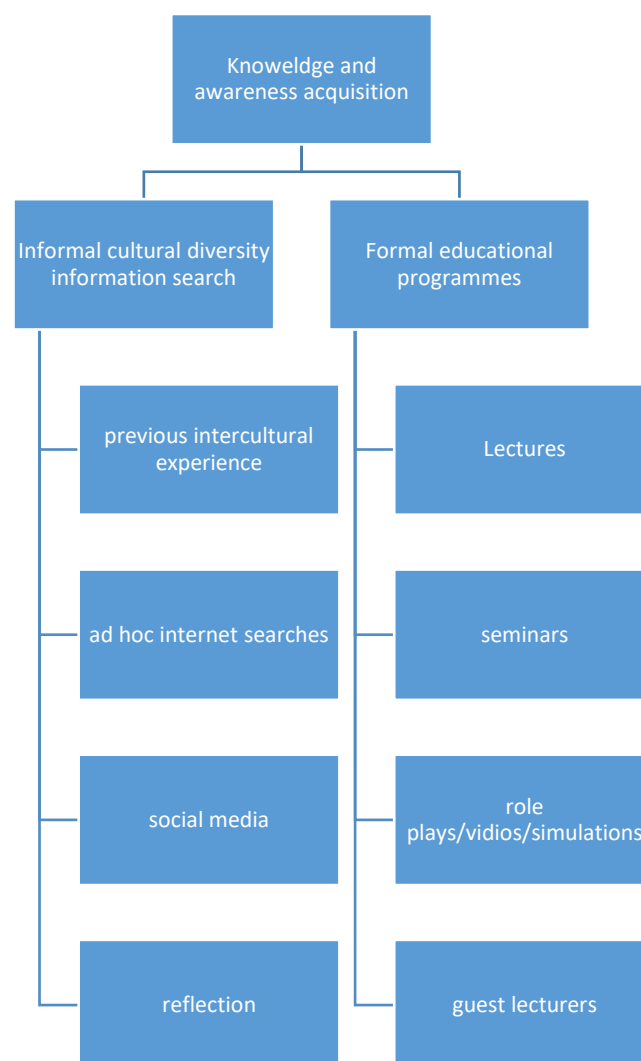 Knoweldge and
awareness acquisition
Informal cultural diversity
information search
Formal educational
programmes
previous intercultural
experience
Lectures
ad hoc internet searches
seminars
social media
role
plays/vidios/simulations
reflection
guest lecturers